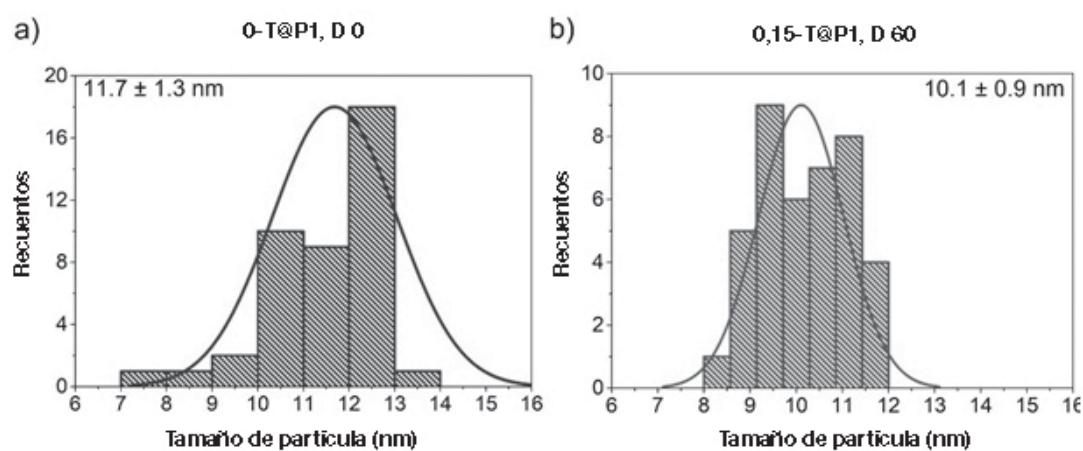 a)
0-T@P1, D 0
11.7 ± 1.3 nm
Recuentos
20
16
12
8
4
0
6 7 8 9 10 11 12 13 14 15 16
Tamaño de partícula (nm)
b)
0,15-T@P1, D 60
10.1 ± 0.9 nm
Recuentos
10
8
6
4
2
0
6 7 8 9 10 11 12 13 14 15 16
Tamaño de partícula (nm)